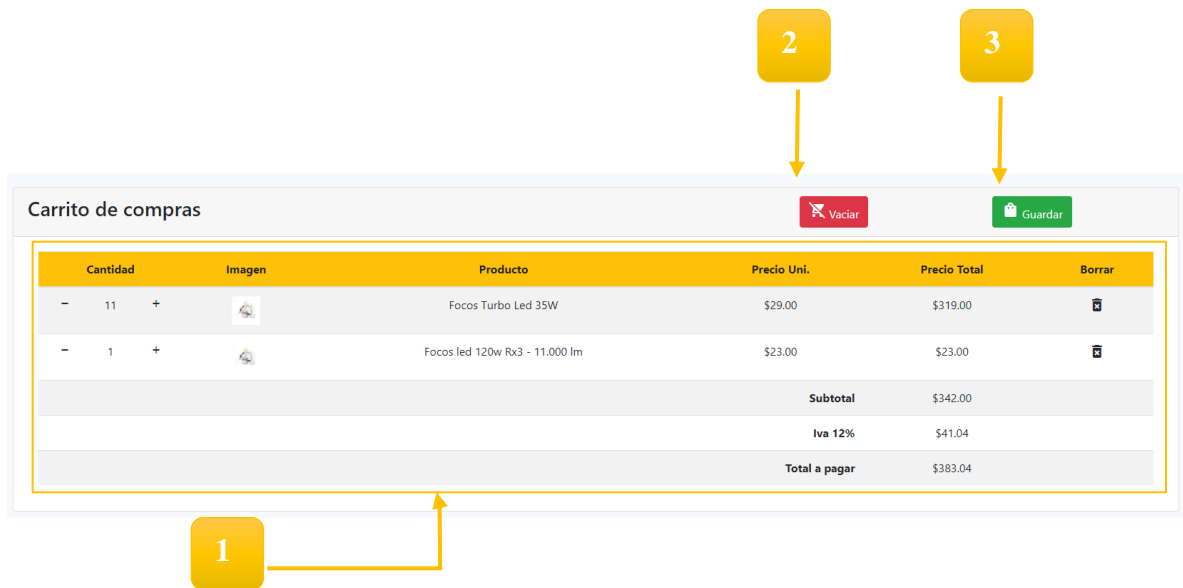 2 3
Carrito de compras Vaciar Guardar
Cantidad Imagen Producto Precio Uni. Precio Total Borrar
- 11 + Focos Turbo Led 35W $29.00 $319.00
- 1 + Focos led 120w Rx3 - 11.000 lm $23.00 $23.00
Subtotal $342.00
Iva 12% $41.04
Total a pagar $383.04
1